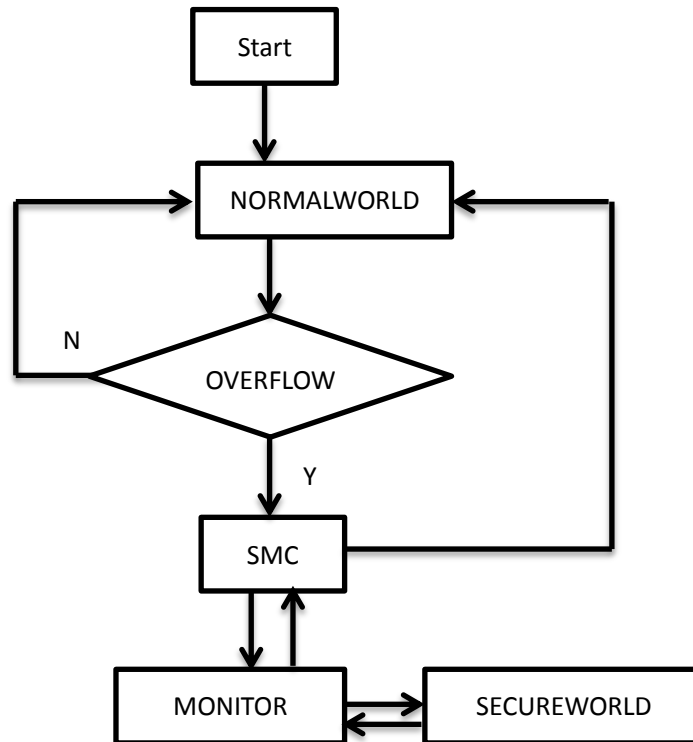 Start
NORMALWORLD
N
OVERFLOW
Y
SMC
MONITOR
SECUREWORLD